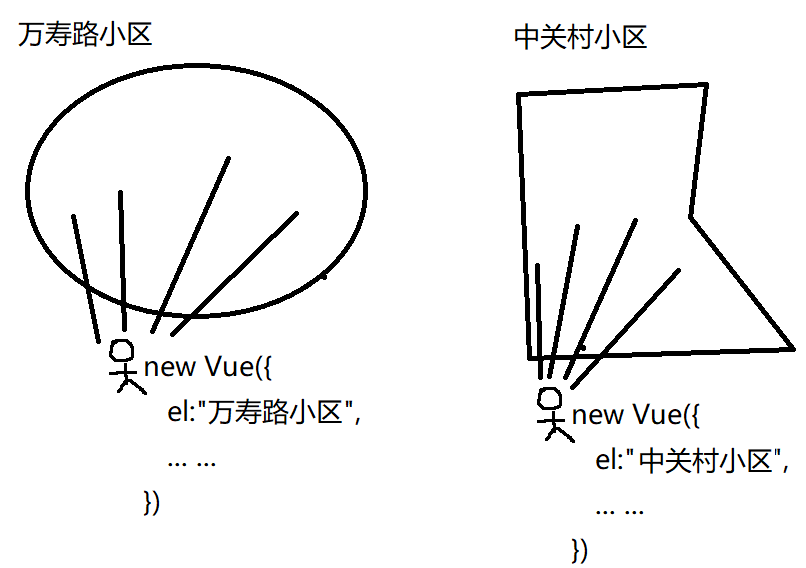 万寿路小区
new Vue({
el:"万寿路小区",
... ...
})
中关村小区
new Vue({
el:"中关村小区",
... ...
})